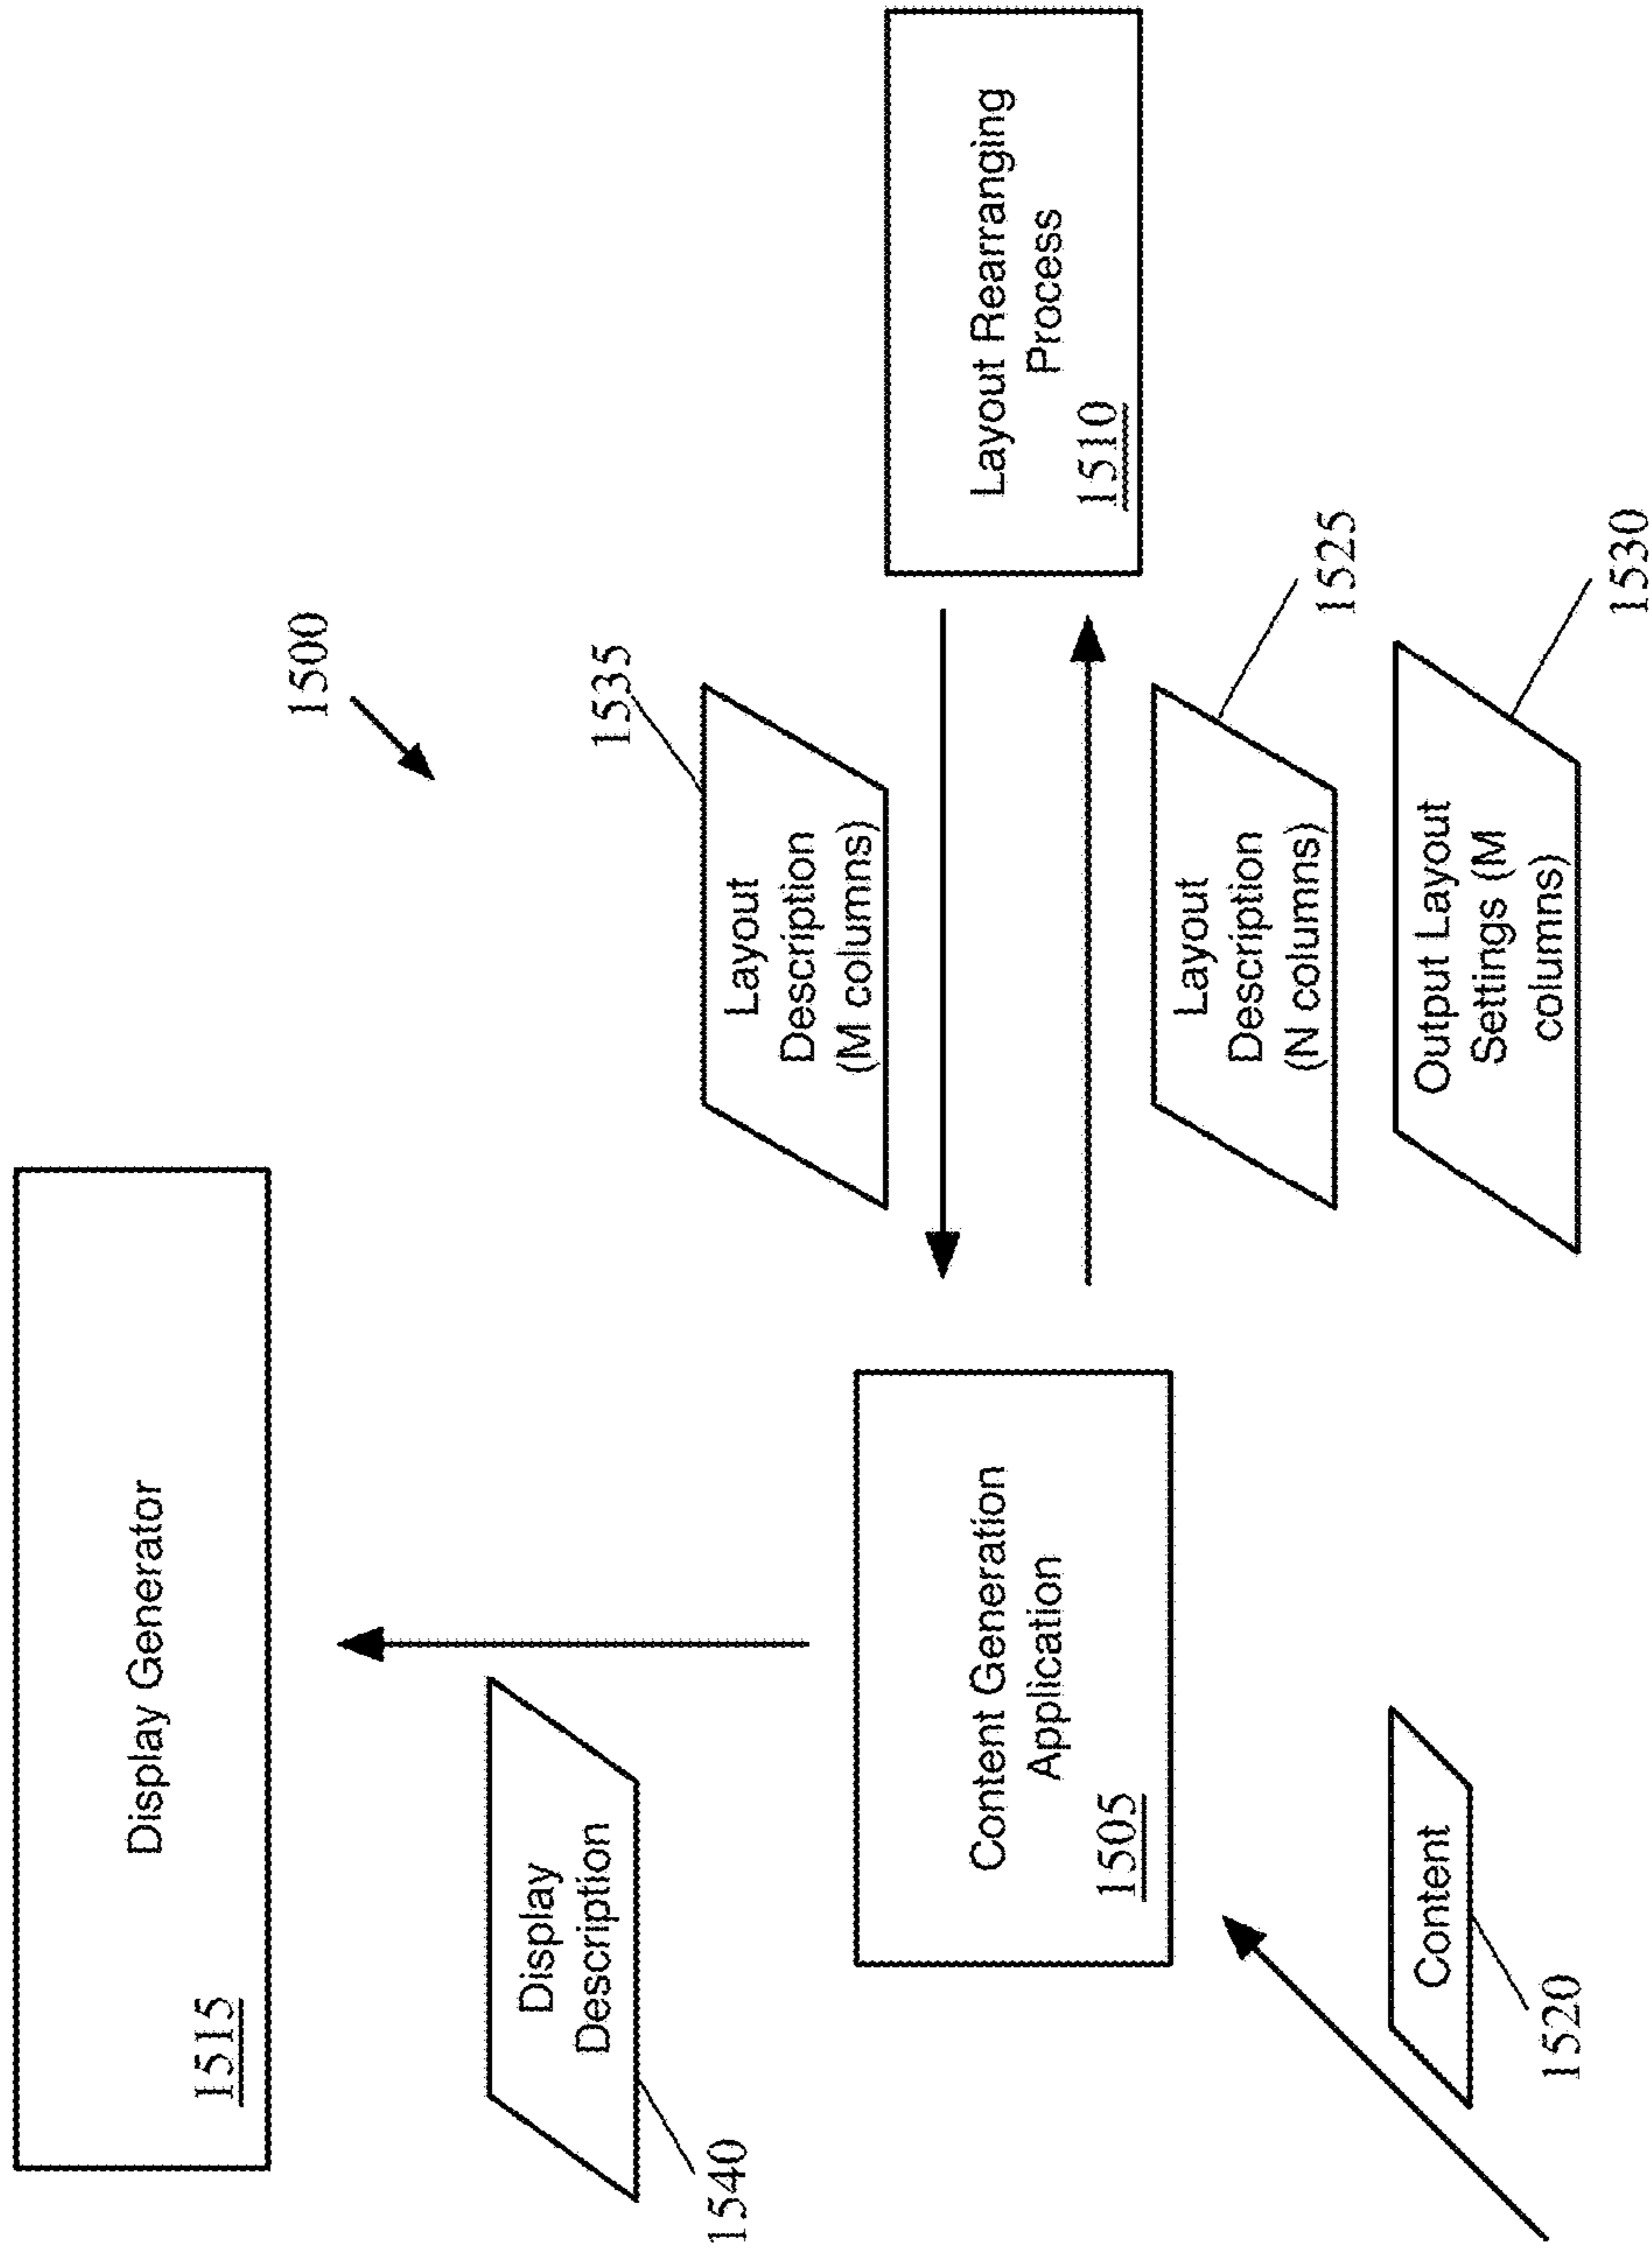 Display Generator
1515
1500
Display
Description
1540
1535
Layout
Description
(M columns)
Content Generation
Application
1505
Layout Rearranging
Process
1510
Layout
Description
(N columns)
1525
Content
1520
Output Layout
Settings (M
columns)
1530